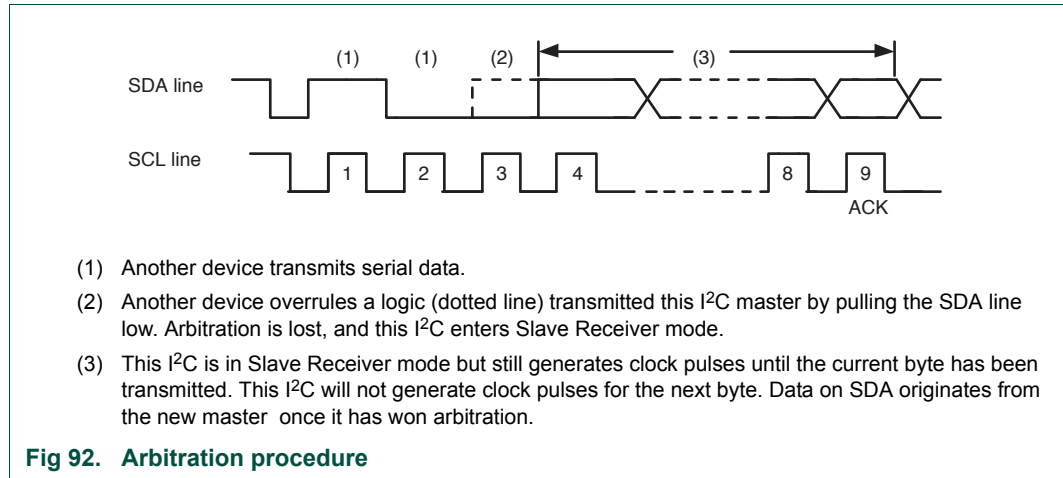 (1) (1) (2) (3)
SDA line
SCL line
1 2 3 4 8 9
ACK
(1) Another device transmits serial data.
(2) Another device overrules a logic (dotted line) transmitted this I2C master by pulling the SDA line
low. Arbitration is lost, and this I2C enters Slave Receiver mode.
(3) This I2C is in Slave Receiver mode but still generates clock pulses until the current byte has been
transmitted. This I2C will not generate clock pulses for the next byte. Data on SDA originates from
the new master once it has won arbitration.
Fig 92. Arbitration procedure